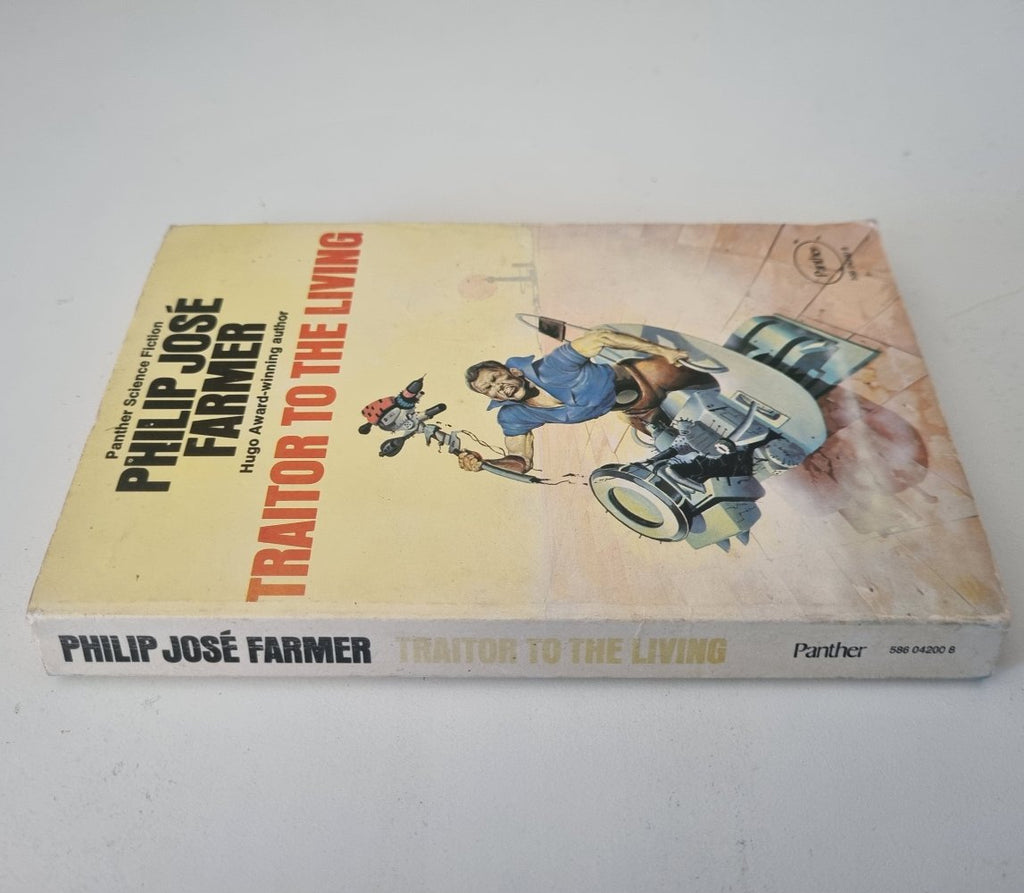 Panther Science Fiction
PHILIP JOSÉ
FARMER
Hugo Award-winning author
TRAITOR TO THE LIVING
PHILIP JOSÉ FARMER TRAITOR TO THE LIVING Panther 586 04200 8